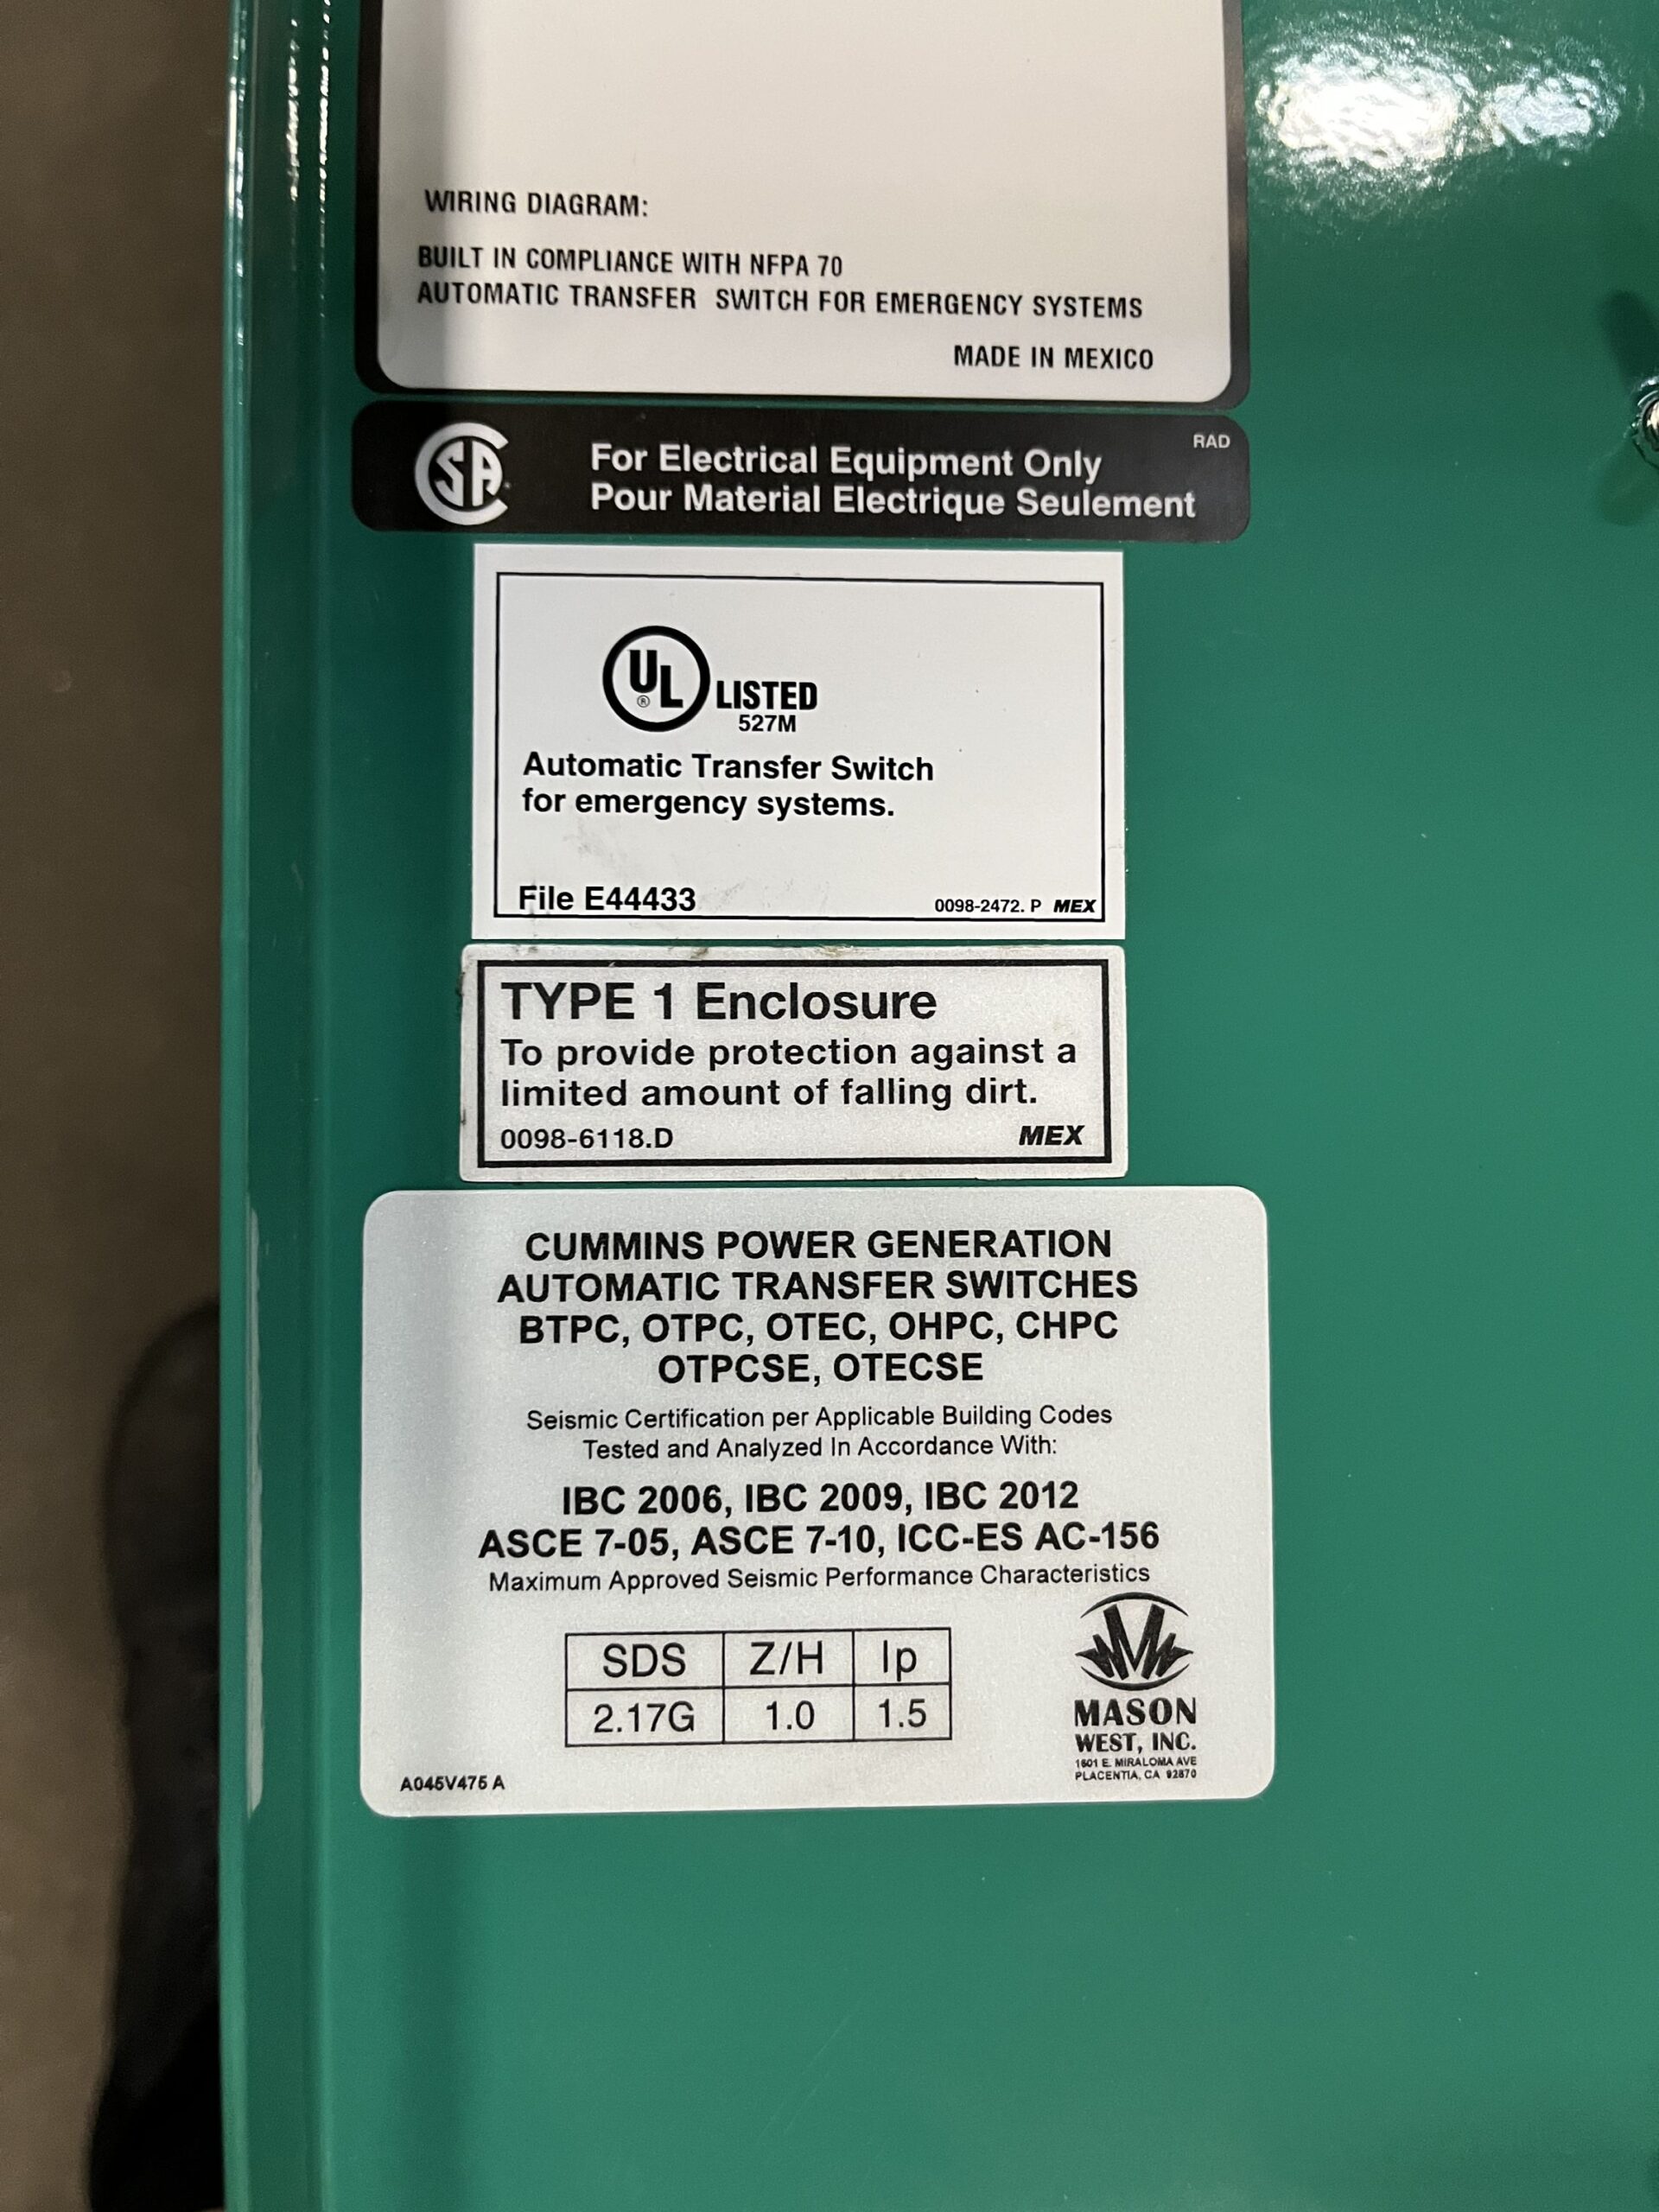 WIRING DIAGRAM:
BUILT IN COMPLIANCE WITH NFPA 70
AUTOMATIC TRANSFER SWITCH FOR EMERGENCY SYSTEMS
MADE IN MEXICO
SA
For Electrical Equipment Only
RAD
Pour Material Electrique Seulement
UL
®
LISTED
527M
Automatic Transfer Switch
for emergency systems.
File E44433
0098-2472. P MEX
TYPE 1 Enclosure
To provide protection against a
limited amount of falling dirt.
0098-6118.D
MEX
CUMMINS POWER GENERATION
AUTOMATIC TRANSFER SWITCHES
BTPC, OTPC, OTEC, OHPC, CHPC
OTPCSE, OTECSE
Seismic Certification per Applicable Building Codes
Tested and Analyzed In Accordance With:
IBC 2006, IBC 2009, IBC 2012
ASCE 7-05, ASCE 7-10, ICC-ES AC-156
Maximum Approved Seismic Performance Characteristics
SDS Z/H Ip
2.17G 1.0 1.5
MASON
WEST, INC.
1601 E. MIRALOMA AVE
PLACENTIA, CA 92870
A045V475 A